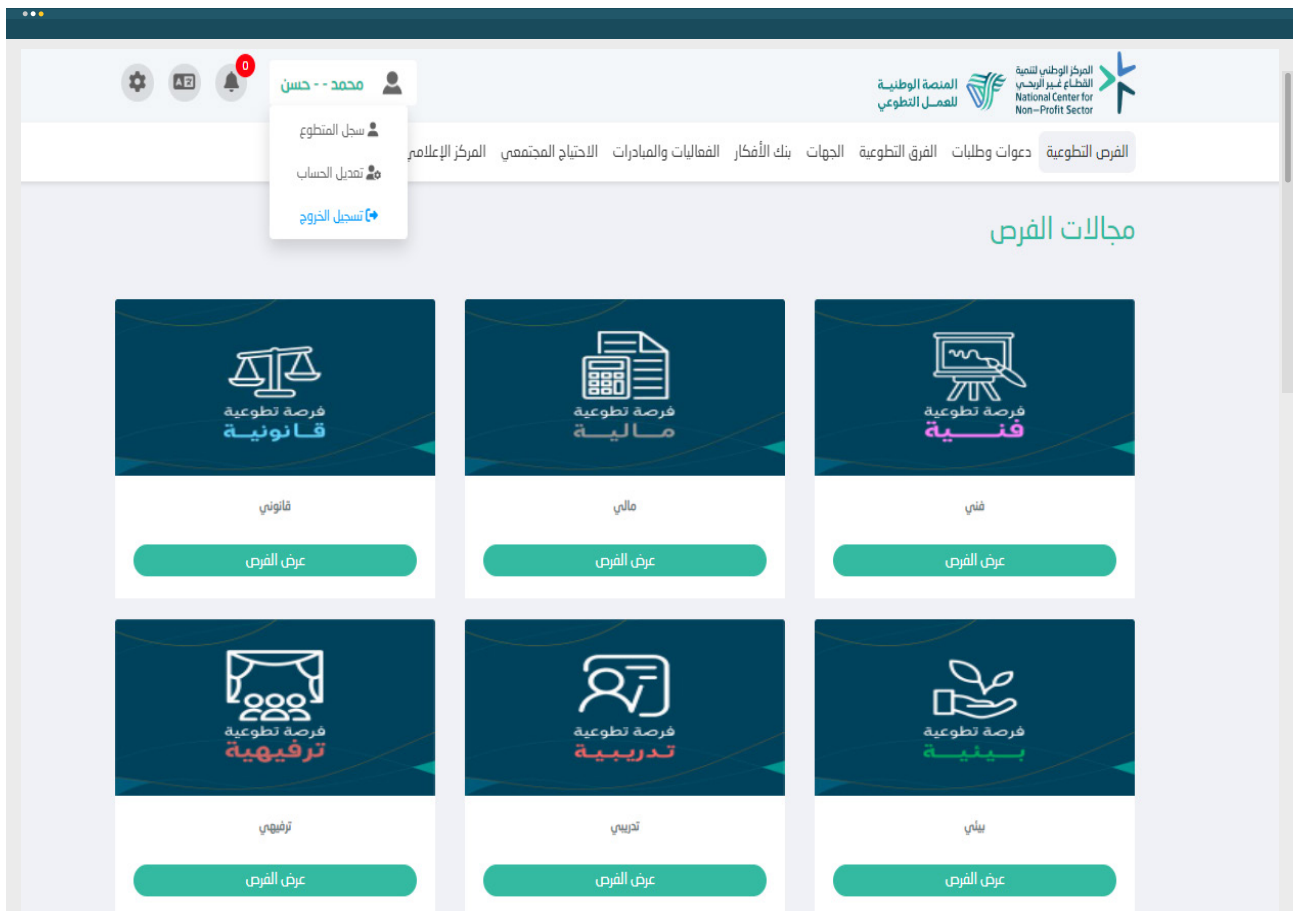 المركز الوطني لتنمية
القطاع غير الربحي
National Center for
Non-Profit Sector
المنصة الوطنية
للعمل التطوعي
محمد - - حسن
0
سجل المتطوع
تعديل الحساب
تسجيل الخروج
الفرص التطوعية دعوات وطلبات الفرق التطوعية الجهات بنك الأفكار الفعاليات والمبادرات الاحتياج المجتمعي المركز الإعلامي
مجالات الفرص
فرصة تطوعية
فنية
فني
عرض الفرص
فرصة تطوعية
مالية
مالي
عرض الفرص
فرصة تطوعية
قانونية
قانوني
عرض الفرص
فرصة تطوعية
بيئية
بيئي
عرض الفرص
فرصة تطوعية
تدريبية
تدريبي
عرض الفرص
فرصة تطوعية
ترفيهية
ترفيهي
عرض الفرص